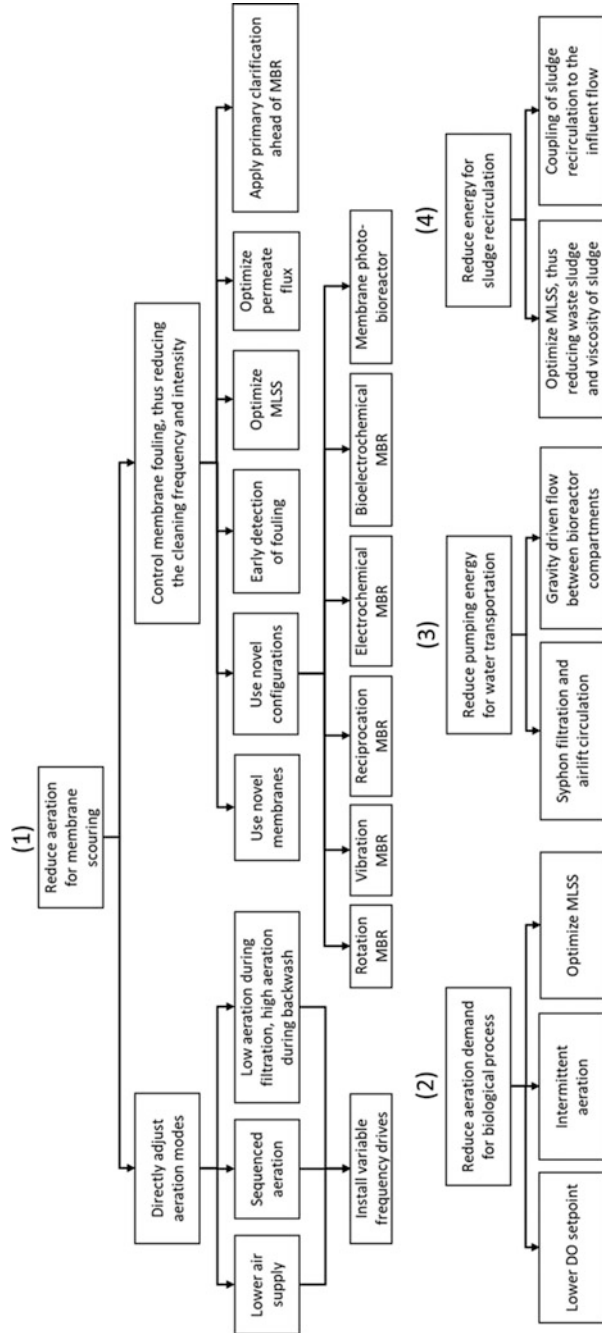 (1)
Reduce aeration
for membrane
scouring
Directly adjust
aeration modes
Control membrane fouling, thus reducing
the cleaning frequency and intensity
Lower air
supply
Sequenced
aeration
Low aeration during
filtration, high aeration
during backwash
Use novel
membranes
Use novel
configurations
Early detection
of fouling
Optimize
MLSS
Optimize
permeate
flux
Apply primary clarification
ahead of MBR
Install variable
frequency drives
Rotation
MBR
Vibration
MBR
Reciprocation
MBR
Electrochemical
MBR
Bioelectrochemical
MBR
Membrane photo-
bioreactor
(2)
Reduce aeration demand
for biological process
Lower DO setpoint
Intermittent
aeration
Optimize MLSS
(3)
Reduce pumping energy
for water transportation
Syphon filtration and
airlift circulation
Gravity driven flow
between bioreactor
compartments
(4)
Reduce energy for
sludge recirculation
Optimize MLSS, thus
reducing waste sludge
and viscosity of sludge
Coupling of sludge
recirculation to the
influent flow